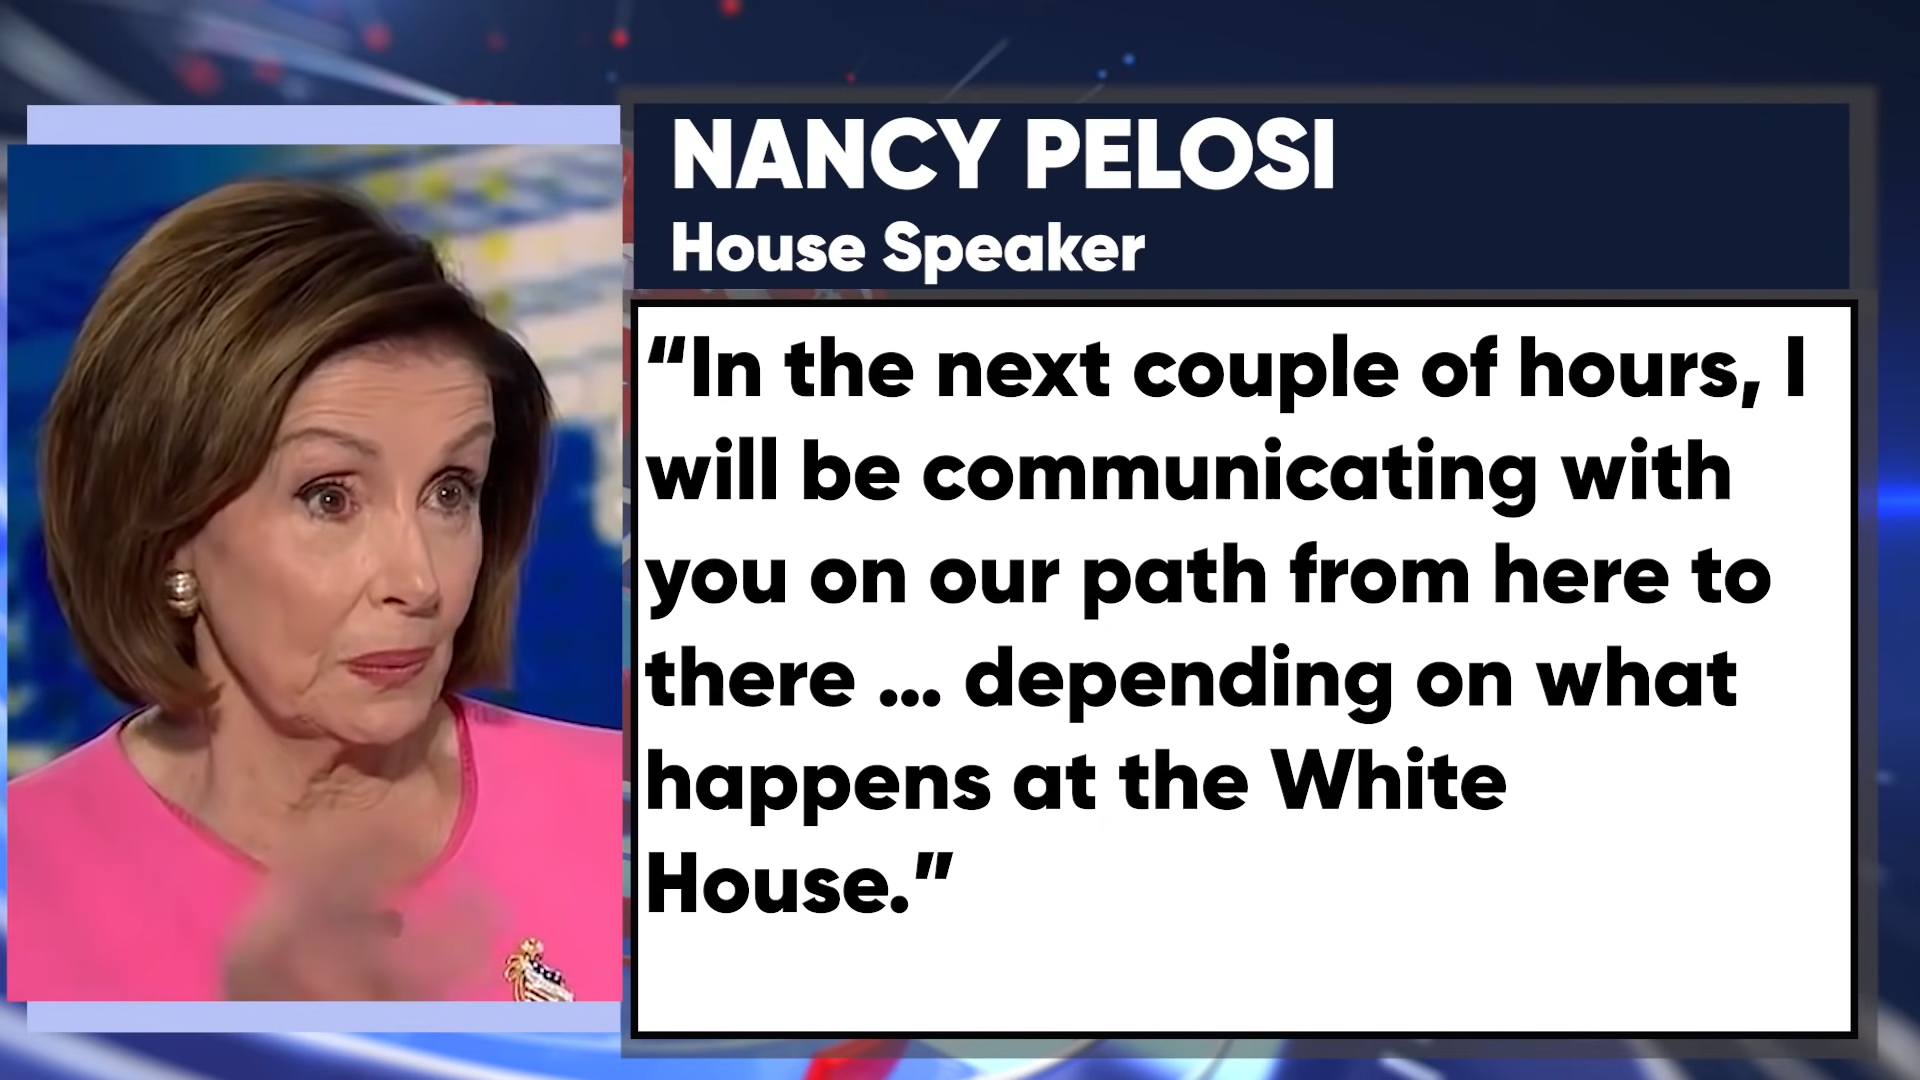 NANCY PELOSI
House Speaker
“In the next couple of hours, I
will be communicating with
you on our path from here to
there ... depending on what
happens at the White
House.”